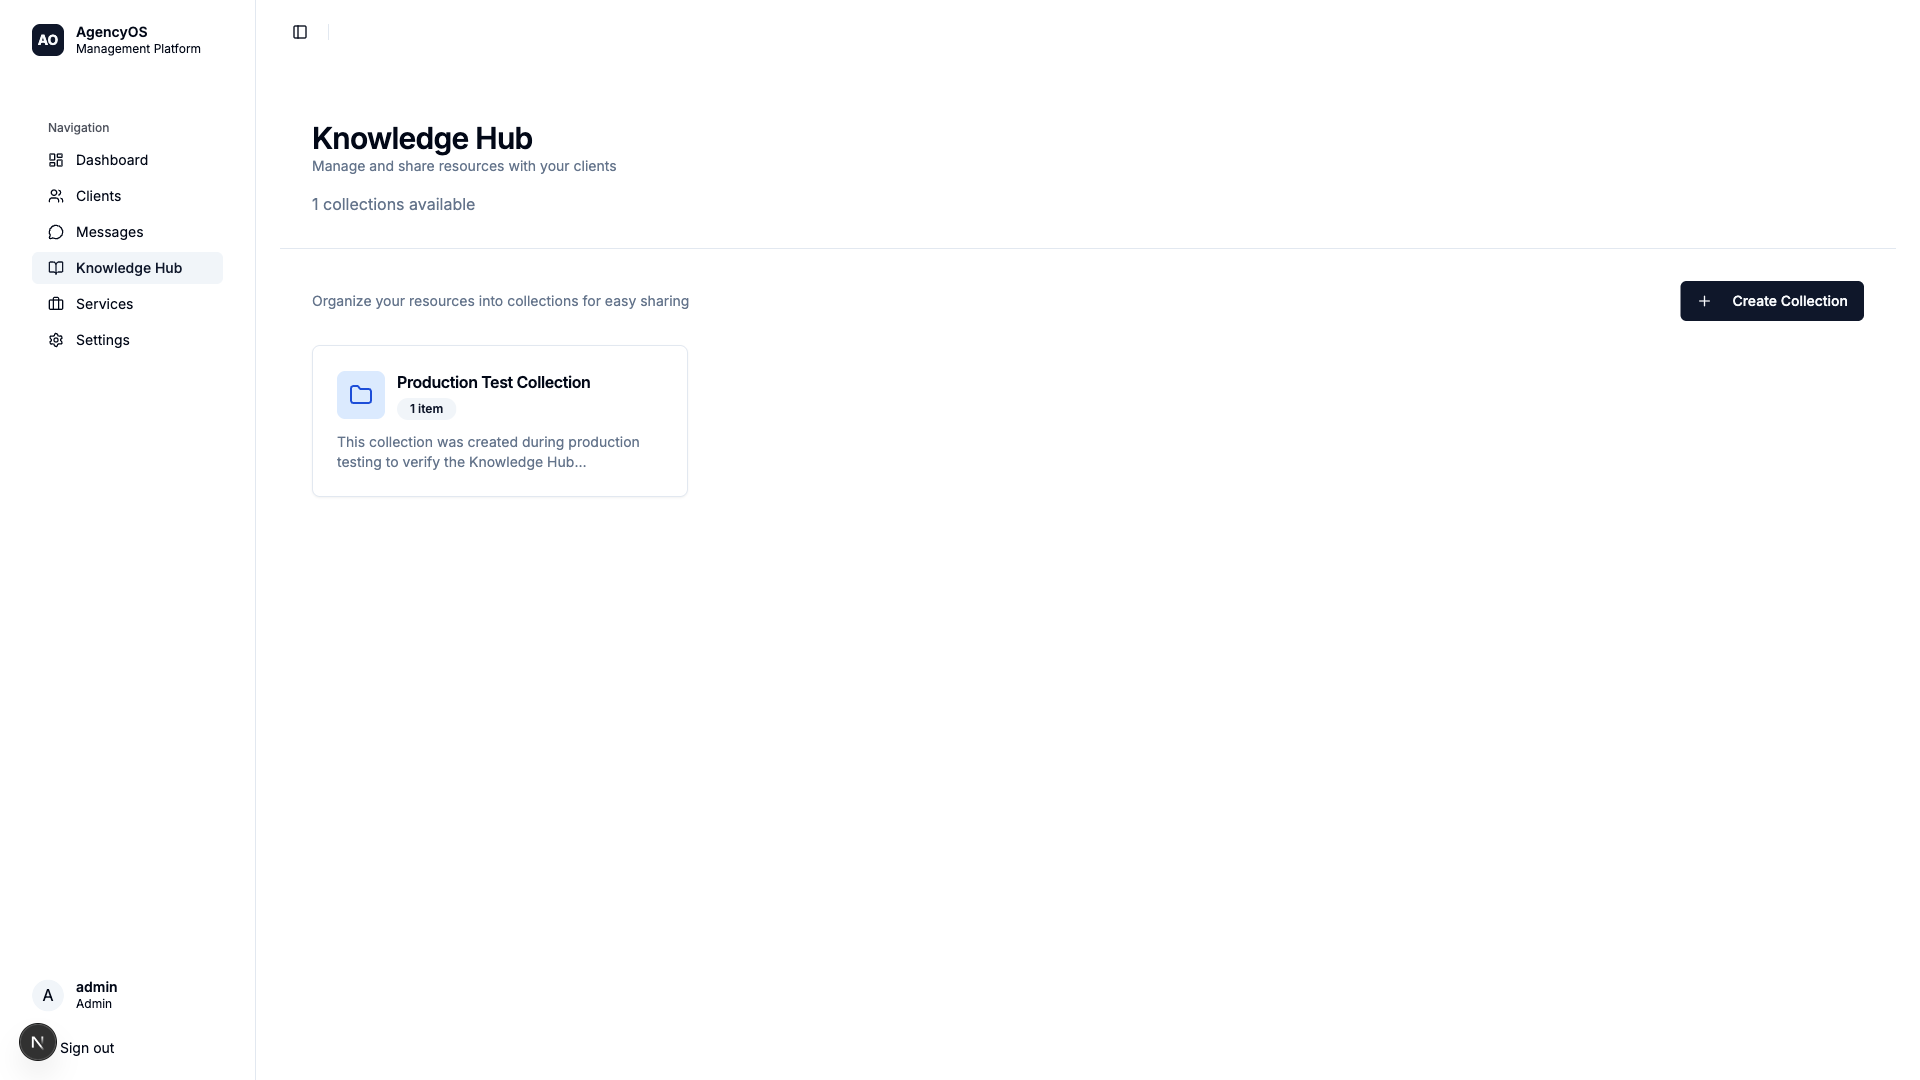 AO
AgencyOS
Management Platform
Navigation
Dashboard
Clients
Messages
Knowledge Hub
Services
Settings
admin
Admin
A
N
Sign out
Knowledge Hub
Manage and share resources with your clients
1 collections available
Organize your resources into collections for easy sharing
Create Collection
Production Test Collection
1 item
This collection was created during production
testing to verify the Knowledge Hub...